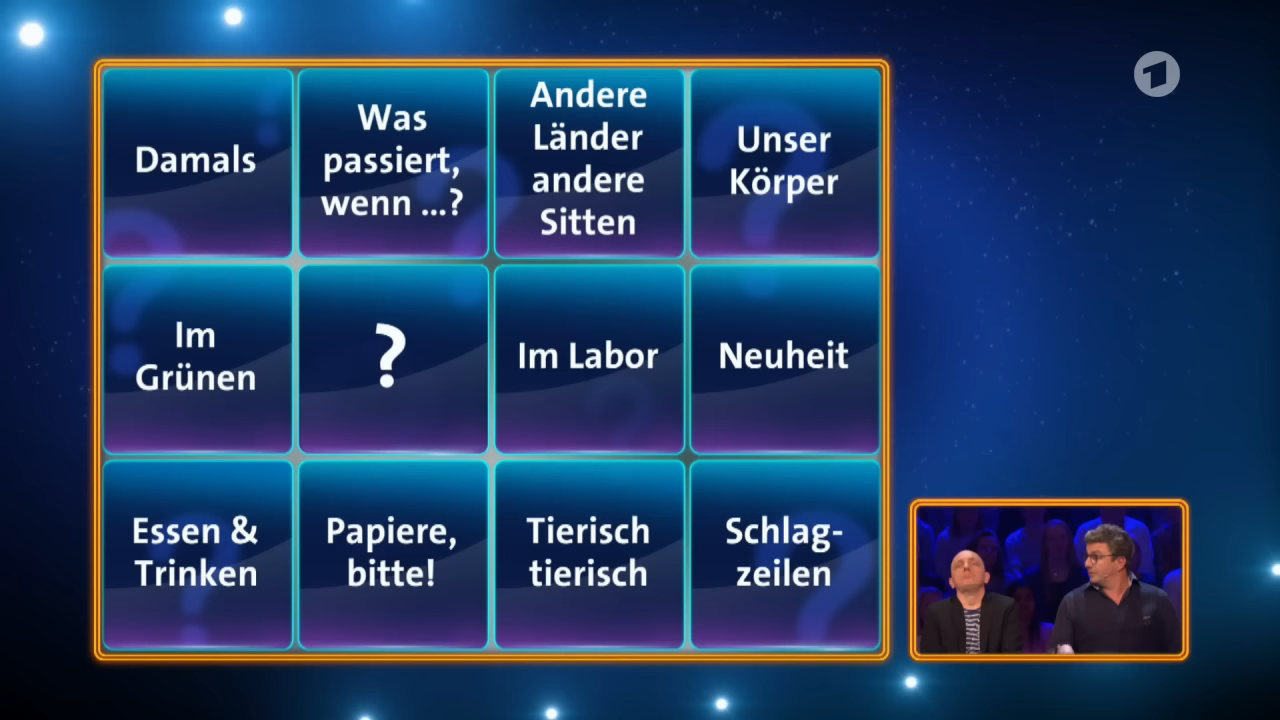 Damals
Was
passiert,
wenn ...?
Andere
Länder
andere
Sitten
Unser
Körper
Im
Grünen
?
Im Labor
Neuheit
Essen &
Trinken
Papiere,
bitte!
Tierisch
tierisch
Schlag-
zeilen
1